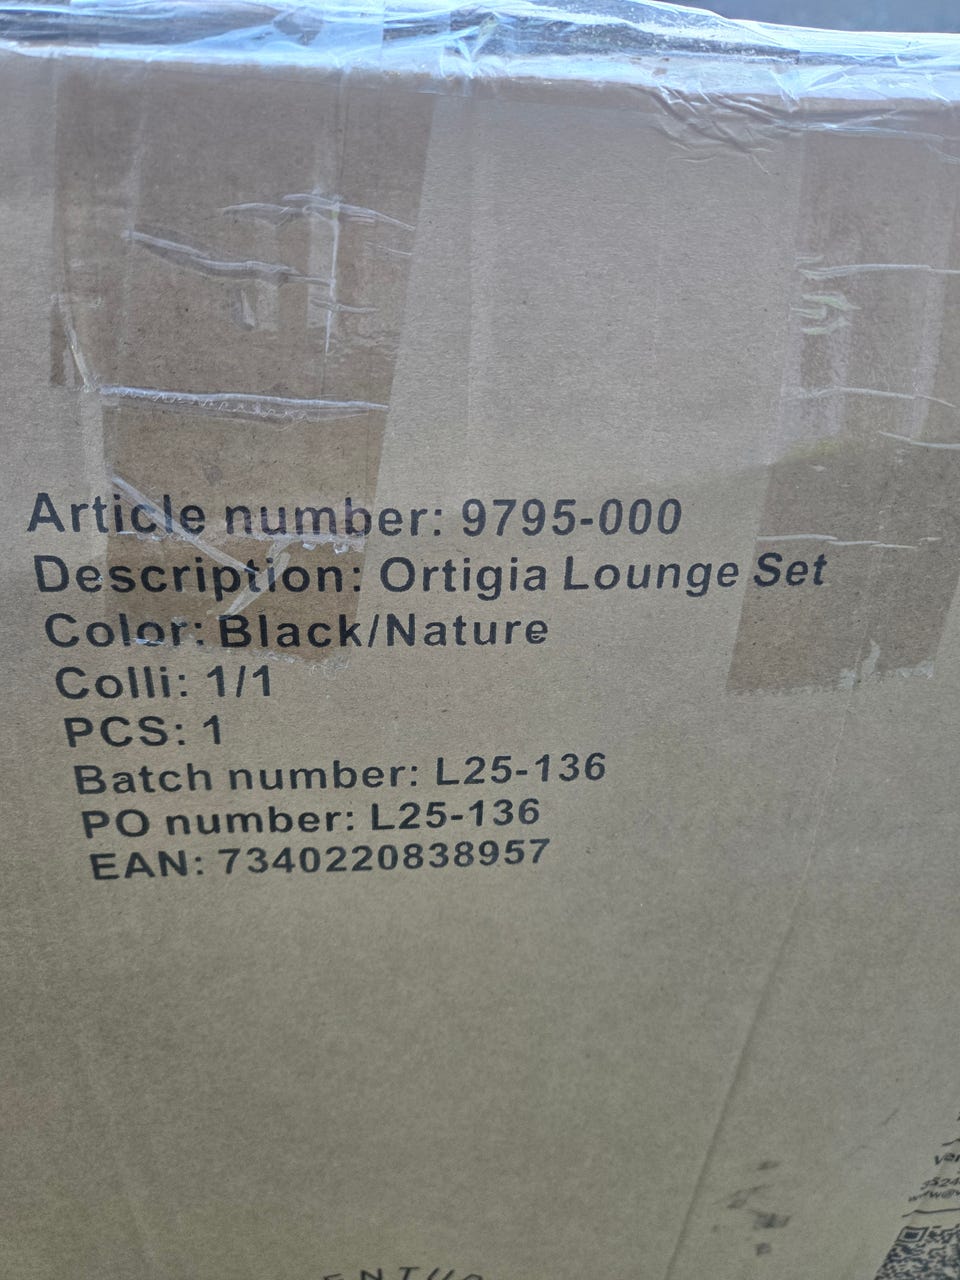 Article number: 9795-000
Description: Ortigia Lounge Set
Color: Black/Nature
Colli: 1/1
PCS: 1
Batch number: L25-136
PO number: L25-136
EAN: 7340220838957